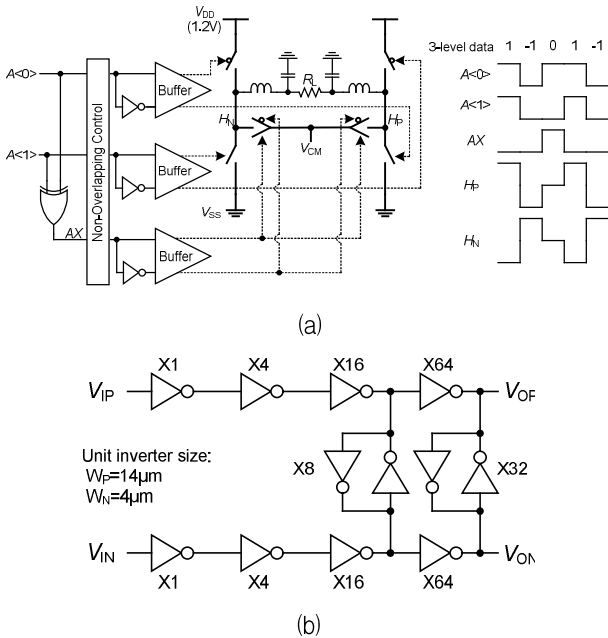 V_DD
(1.2V)
3-level data 1 -1 0 1 -1
A<0>
A<0>
A<1>
A<1>
AX
AX
Non-Overlapping Control
Buffer
Buffer
Buffer
R_L
H_N
H_P
V_CM
V_SS
H_P
H_N
(a)
X1 X4 X16 X64
V_IP
V_OP
Unit inverter size:
W_P=14μm
W_N=4μm
X8 X32
V_IN
V_ON
X1 X4 X16 X64
(b)